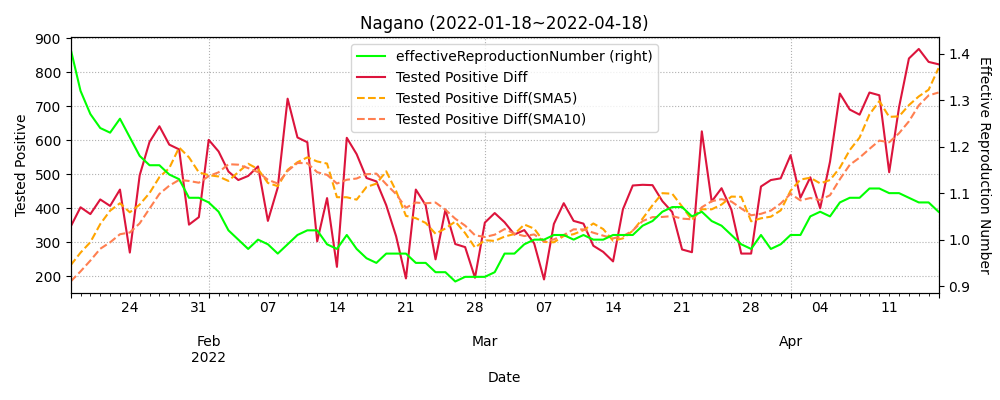 Nagano (2022-01-18~2022-04-18)
effectiveReproductionNumber (right)
Tested Positive Diff
Tested Positive Diff(SMA5)
Tested Positive Diff(SMA10)
Tested Positive
900
800
700
600
500
400
300
200
Effective Reproduction Number
1.4
1.3
1.2
1.1
1.0
0.9
24 31 07 14 21 28 07 14 21 28 04 11
Feb Mar Apr
2022
Date